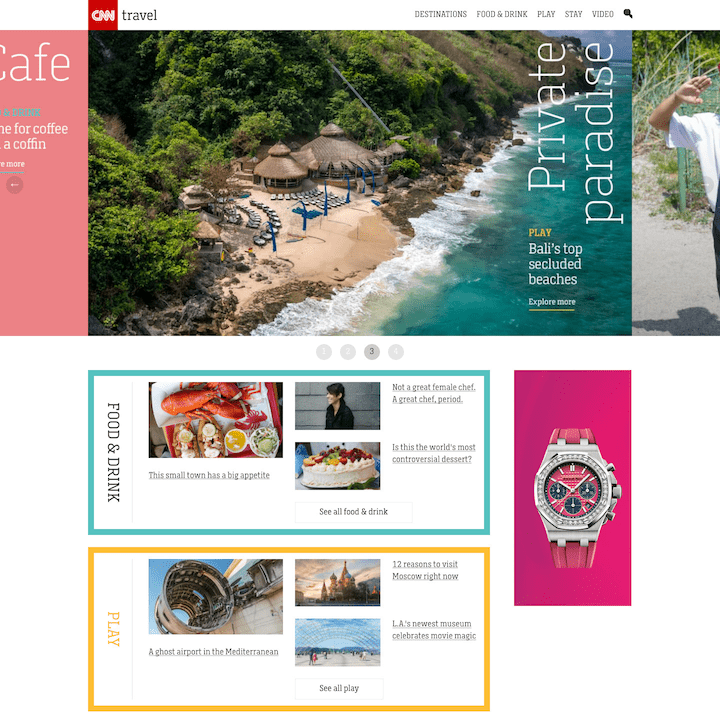 CNN travel
DESTINATIONS FOOD & DRINK PLAY STAY VIDEO
Cafe
for coffee
a coffin
more
Private
paradise
PLAY
Bali's top
secluded
beaches
Explore more
1 2 3 4
FOOD & DRINK
This small town has a big appetite
Not a great female chef.
A great chef, period.
Is this the world's most
controversial dessert?
See all food & drink
PLAY
A ghost airport in the Mediterranean
12 reasons to visit
Moscow right now
L.A.'s newest museum
celebrates movie magic
See all play